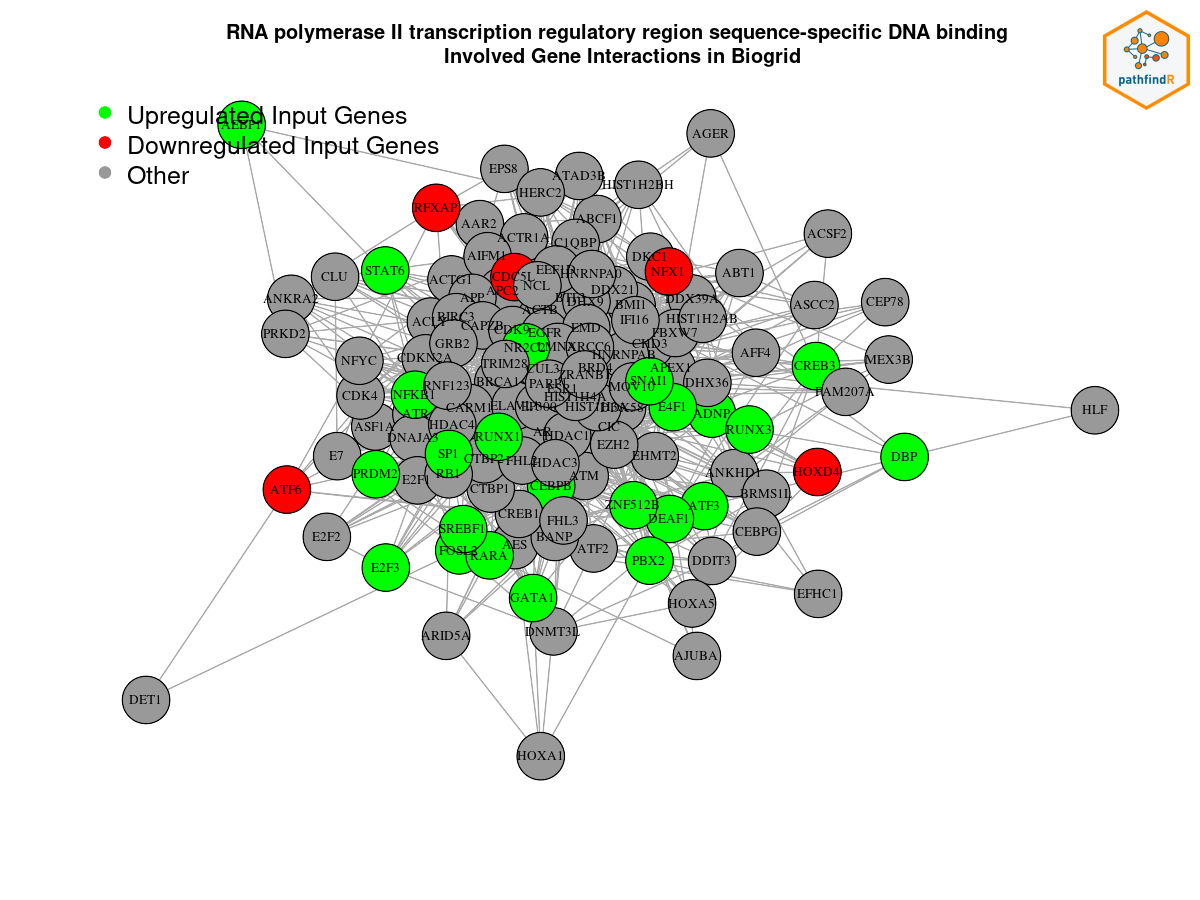 RNA polymerase II transcription regulatory region sequence-specific DNA binding
Involved Gene Interactions in Biogrid
pathfindR
Upregulated Input Genes
Downregulated Input Genes
Other
AEBP1
AGER
EPS8
ATAD3B
HIST1H2BH
HERC2
RFXAP
AAR2
ABCF1
ACSF2
ACTR1A
C1QBP
AIFM1
DKC1
STAT6
CLU
ACTG1
CDC5L
EEF1D
HNRNPA0
NFX1
ABT1
NCL
APC2
DDX21
ANKRA2
APP
DHX9
DDX39A
ASCC2
CEP78
BMI1
ACTB
BIRC3
ACLY
CAPZB
IFI16
HIST1H2AB
PRKD2
CDK9
EGFR
EMD
FBXW7
GRB2
NR2C2
LMNA
XRCC6
CHD3
AFF4
NFYC
CDKN2A
HNRNPAB
MEX3B
TRIM28
BRD4
APEX1
CREB3
ZRANB1
BRCA1
PARP1
SNAI1
DHX36
RNF123
ESR1
MOV10
FAM207A
CDK4
NFKB1
HIST1H4A
CARM1
E4F1
ADNP
HLF
ATR
DDX58
ASF1A
HDAC4
CIC
RUNX3
DNAJA3
RUNX1
AR
HDAC1
EZH2
E7
SP1
CTBP2
FHL2
HDAC3
EHMT2
DBP
PRDM2
E2F1
RB1
ATM
ANKHD1
HOXD4
ATF6
CTBP1
CEBPB
BRMS1L
ZNF512B
ATF3
CREB1
DEAF1
FHL3
SREBF1
CEBPG
E2F2
BANP
AES
FOSL2
RARA
ATF2
PBX2
DDIT3
E2F3
GATA1
HOXA5
EFHC1
ARID5A
DNMT3L
AJUBA
DET1
HOXA1